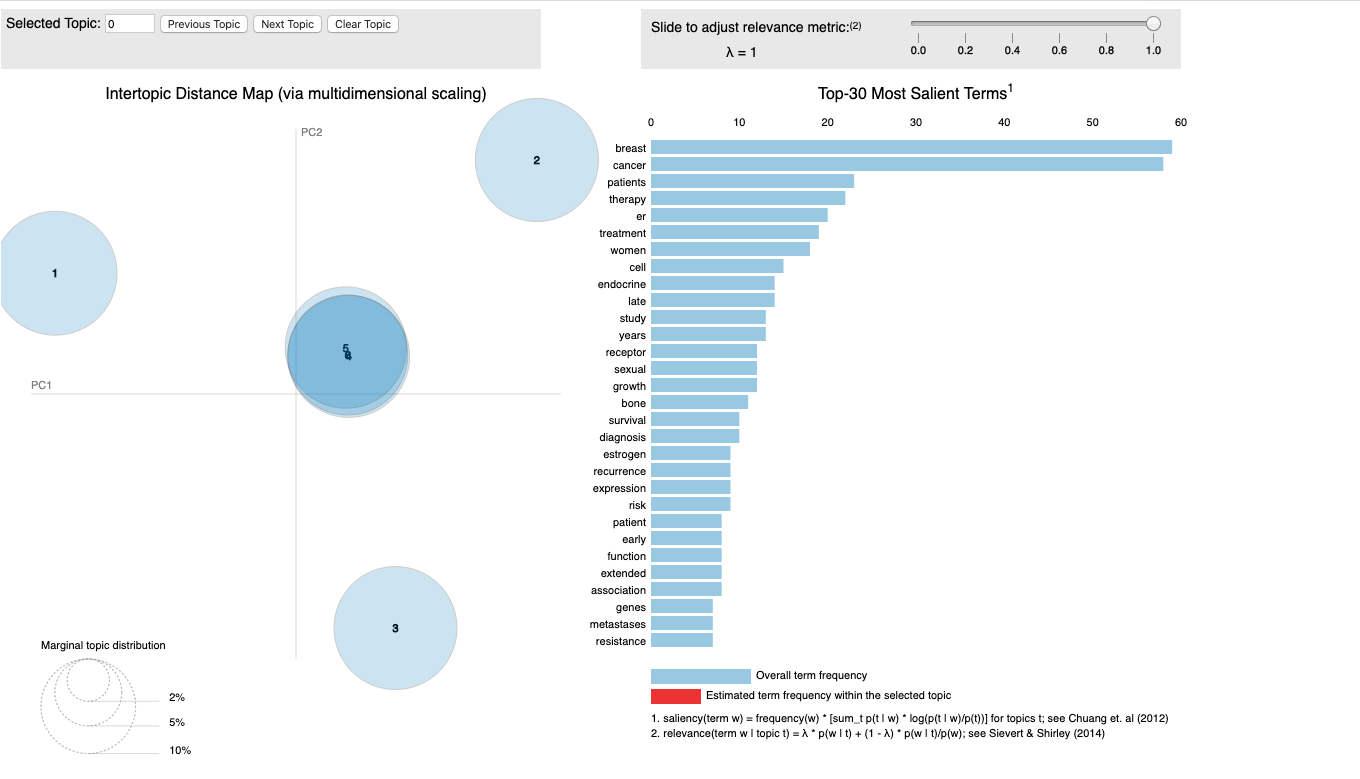 Selected Topic: 0 Previous Topic Next Topic Clear Topic
Slide to adjust relevance metric:(2)
λ = 1
0.0 0.2 0.4 0.6 0.8 1.0
Intertopic Distance Map (via multidimensional scaling)
PC2
PC1
1
2
5
4
3
Marginal topic distribution
2%
5%
10%
Top-30 Most Salient Terms1
0 10 20 30 40 50 60
breast
cancer
patients
therapy
er
treatment
women
cell
endocrine
late
study
years
receptor
sexual
growth
bone
survival
diagnosis
estrogen
recurrence
expression
risk
patient
early
function
extended
association
genes
metastases
resistance
Overall term frequency
Estimated term frequency within the selected topic
1. saliency(term w) = frequency(w) * [sum_t p(t | w) * log(p(t | w)/p(t))] for topics t; see Chuang et. al (2012)
2. relevance(term w | topic t) = λ * p(w | t) + (1 - λ) * p(w | t)/p(w); see Sievert & Shirley (2014)